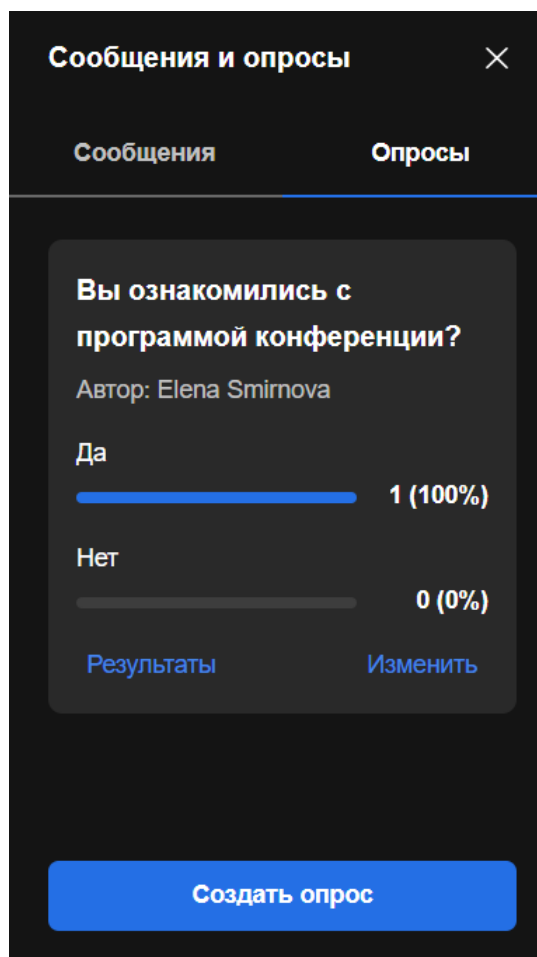 Сообщения и опросы
Сообщения
Опросы
Вы ознакомились с
программой конференции?
Автор: Elena Smirnova
Да
1 (100%)
Нет
0 (0%)
Результаты
Изменить
Создать опрос